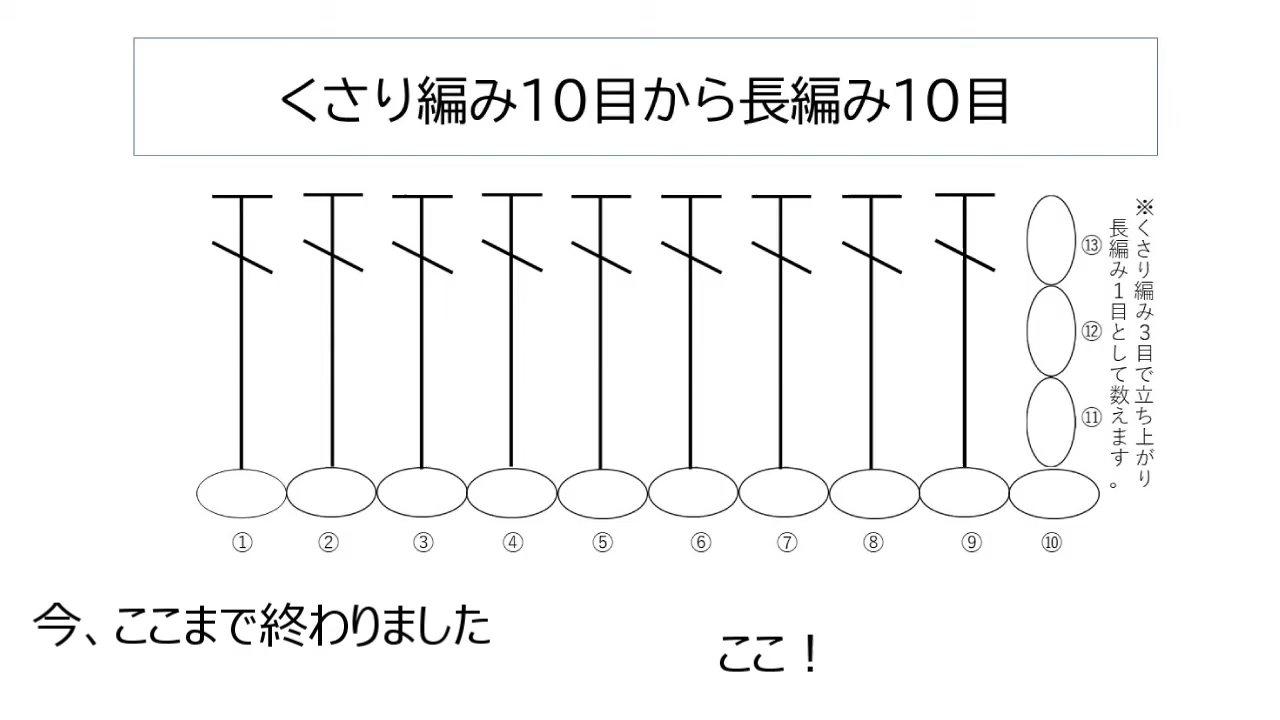 くさり編み10目から長編み10目
※くさり編み３目で立ち上がり
長編み１目として数えます。
⑬
⑫
⑪
① ② ③ ④ ⑤ ⑥ ⑦ ⑧ ⑨ ⑩
今、ここまで終わりました
ここ！